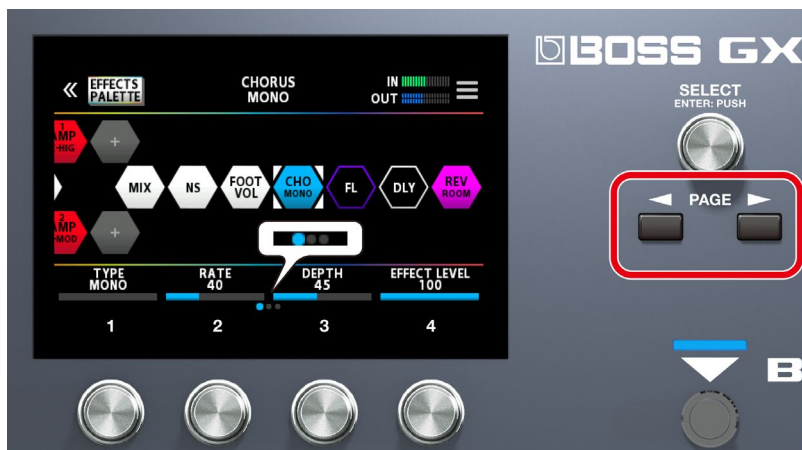 BOSS GX
SELECT
ENTER: PUSH
PAGE
EFFECTS
PALETTE
CHORUS
MONO
IN
OUT
1
AMP
-HIG
+
MIX
NS
FOOT
VOL
CHO
MONO
FL
DLY
REV
ROOM
2
AMP
-MOD
+
TYPE
MONO
RATE
40
DEPTH
45
EFFECT LEVEL
100
1
2
3
4
B